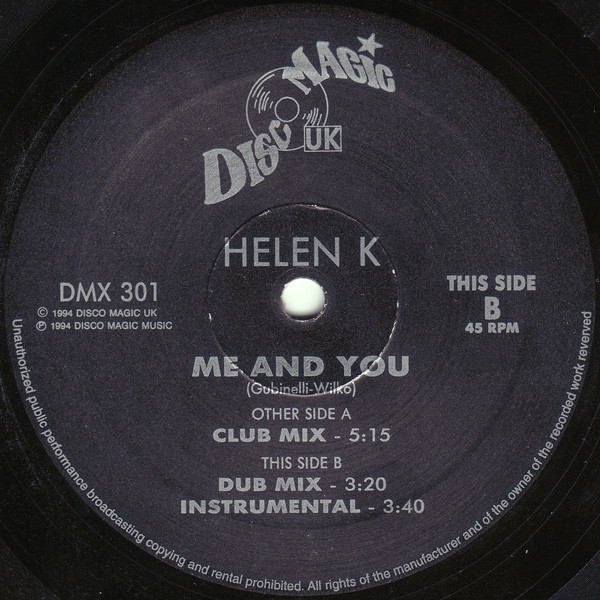 DISCO MAGIC
UK
HELEN K
DMX 301
© 1994 DISCO MAGIC UK
℗ 1994 DISCO MAGIC MUSIC
THIS SIDE
B
45 RPM
ME AND YOU
(Gubinelli-Wilko)
OTHER SIDE A
CLUB MIX - 5:15
THIS SIDE B
DUB MIX - 3:20
INSTRUMENTAL - 3:40
Unauthorized public performance broadcasting copying and rental prohibited. All rights of the manufacturer and of the owner of the recorded work reverved